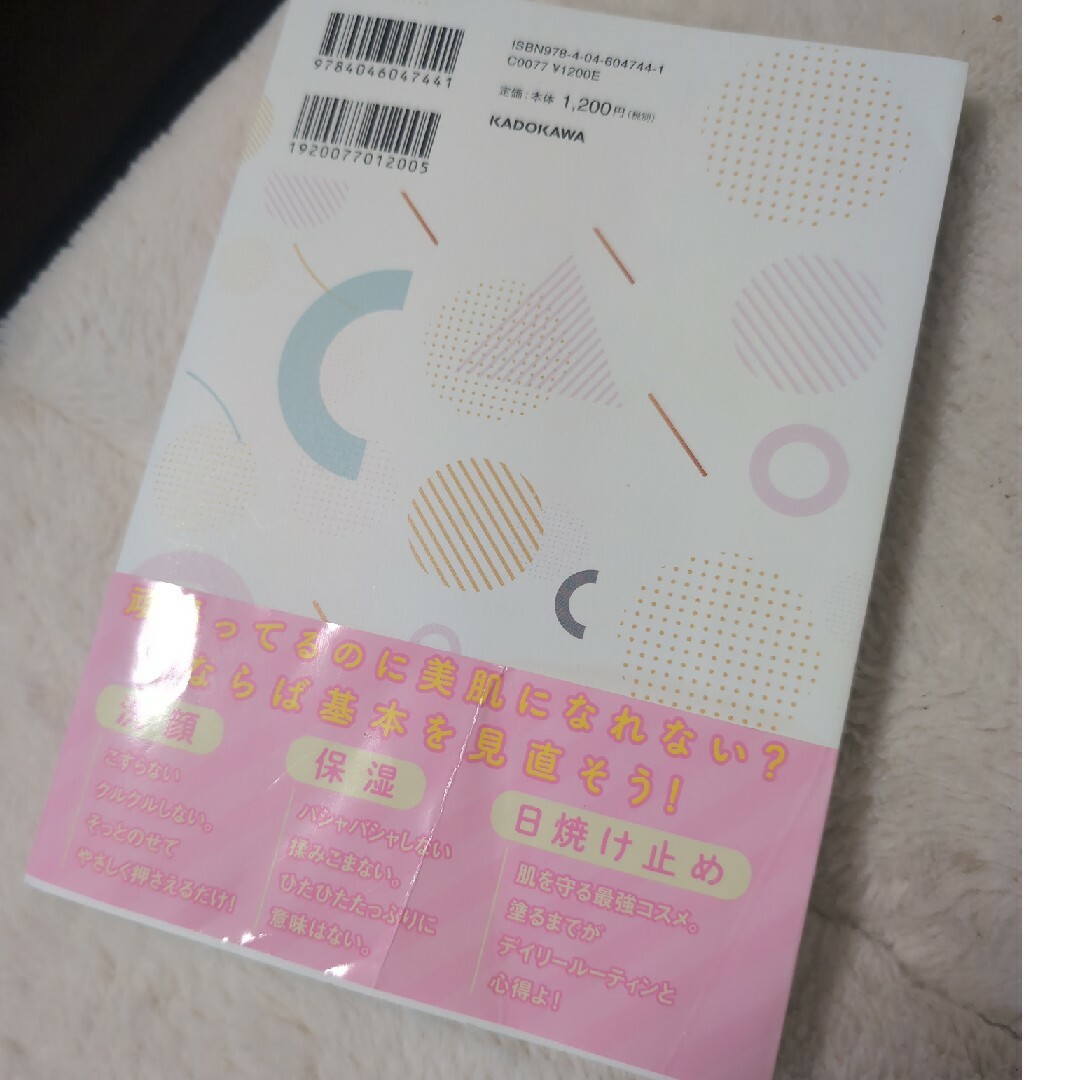 9784046047441
1920077012005
ISBN978-4-04-604744-1
C0077 ¥1200E
定価:本体 1,200円(税別)
KADOKAWA
頑張ってるのに美肌になれない?
ならば基本を見直そう!
洗顔
こすらない
クルクルしない。
そっとのせて
やさしく押さえるだけ!
保湿
パシャパシャしない
揉みこまない。
ひたひたたっぷりに
意味はない。
日焼け止め
肌を守る最強コスメ。
塗るまでが
デイリールーティンと
心得よ!